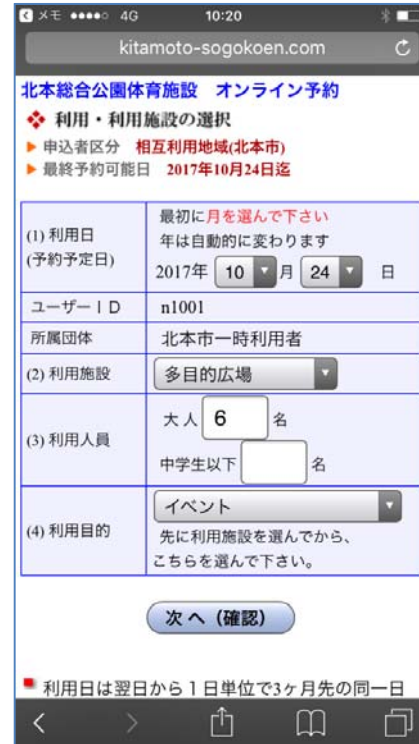 メモ ●●●●○ 4G 10:20
kitamoto-sogokoen.com
北本総合公園体育施設 オンライン予約
利用・利用施設の選択
申込者区分 相互利用地域(北本市)
最終予約可能日 2017年10月24日迄
(1) 利用日
(予約予定日)
最初に月を選んで下さい
年は自動的に変わります
2017年 10 月 24 日
ユーザーID n1001
所属団体 北本市一時利用者
(2) 利用施設 多目的広場
(3) 利用人員
大人 6 名
中学生以下 名
(4) 利用目的
イベント
先に利用施設を選んでから、
こちらを選んで下さい。
次へ(確認)
利用日は翌日から1日単位で3ヶ月先の同一日